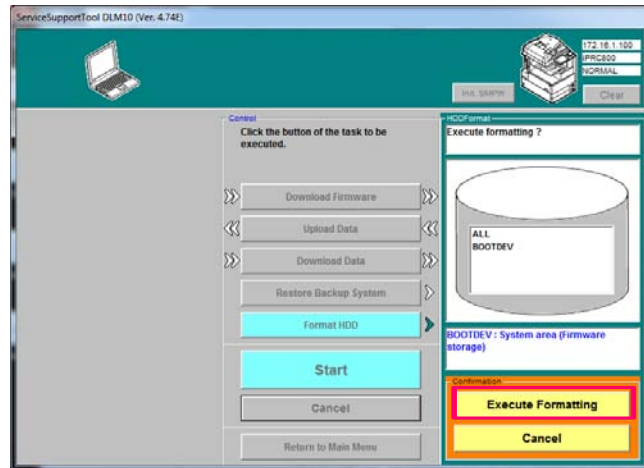 ServiceSupportTool DLM10 (Ver. 4.74E)
172.16.1.100
iPRC800
NORMAL
Init. SMPW
Clear
Control
Click the button of the task to be
executed.
Download Firmware
Upload Data
Download Data
Restore Backup System
Format HDD
Start
Cancel
Return to Main Menu
HDDFormat
Execute formatting ?
ALL
BOOTDEV
BOOTDEV : System area (Firmware
storage)
Confirmation
Execute Formatting
Cancel